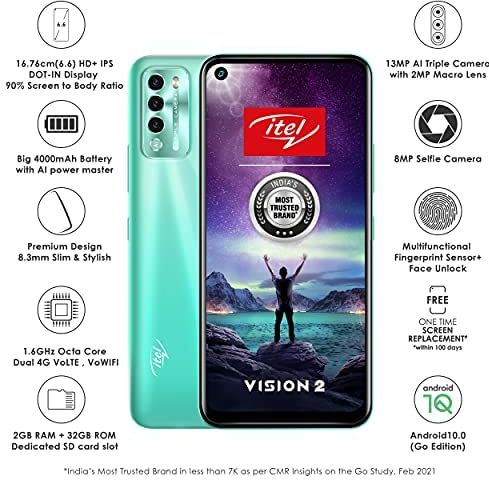 6.6
16.76cm(6.6) HD+ IPS
DOT-IN Display
90% Screen to Body Ratio
Big 4000mAh Battery
with AI power master
Premium Design
8.3mm Slim & Stylish
1.6GHz Octa Core
Dual 4G VoLTE , VoWIFI
2GB RAM + 32GB ROM
Dedicated SD card slot
itel
itel
INDIA'S
MOST
TRUSTED
BRAND*
VISION 2
13MP AI Triple Camera
with 2MP Macro Lens
8MP Selfie Camera
Multifunctional
Fingerprint Sensor+
Face Unlock
FREE
ONE TIME
SCREEN
REPLACEMENT*
*within 100 days
android
10
Android10.0
(Go Edition)
*India's Most Trusted Brand in less than 7K as per CMR Insights on the Go Study, Feb 2021